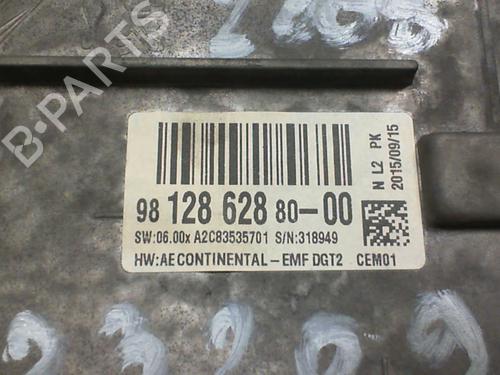 B-PARTS
98 128 628 80-00
SW:06.00x A2C83535701 S/N:318949
HW:AE CONTINENTAL-EMF DGT2 CEM01
N L2 PK
2015/09/15